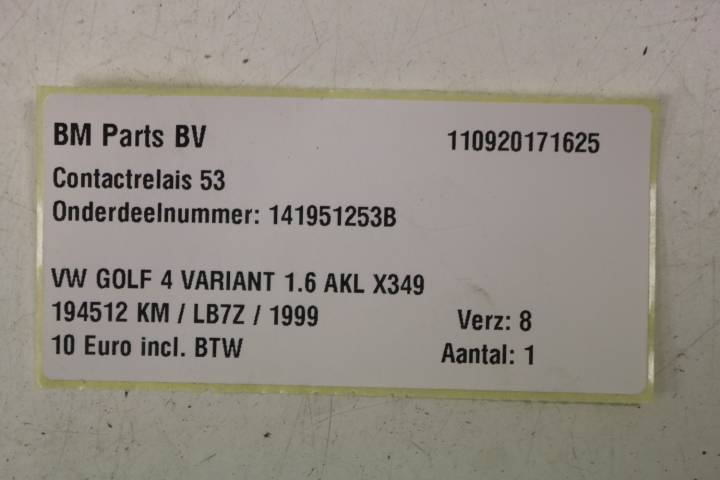 BM Parts BV 110920171625
Contactrelais 53
Onderdeelnummer: 141951253B
VW GOLF 4 VARIANT 1.6 AKL X349
194512 KM / LB7Z / 1999 Verz: 8
10 Euro incl. BTW Aantal: 1